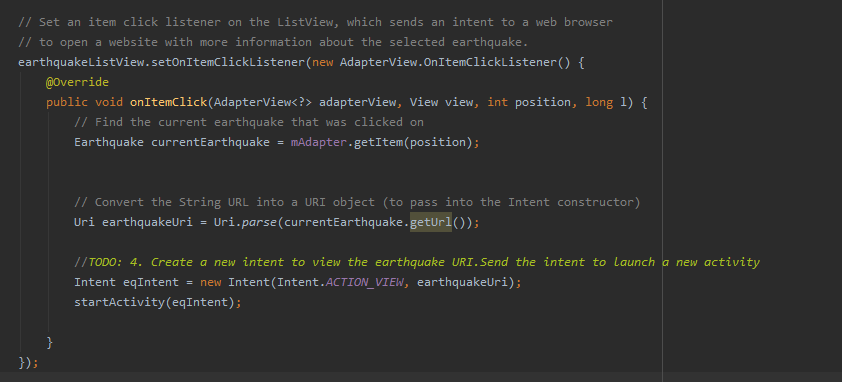 // Set an item click listener on the ListView, which sends an intent to a web browser
// to open a website with more information about the selected earthquake.
earthquakeListView.setOnItemClickListener(new AdapterView.OnItemClickListener() {
@Override
public void onItemClick(AdapterView<?> adapterView, View view, int position, long l) {
// Find the current earthquake that was clicked on
Earthquake currentEarthquake = mAdapter.getItem(position);
// Convert the String URL into a URI object (to pass into the Intent constructor)
Uri earthquakeUri = Uri.parse(currentEarthquake.getUrl());
//TODO: 4. Create a new intent to view the earthquake URI.Send the intent to launch a new activity
Intent eqIntent = new Intent(Intent.ACTION_VIEW, earthquakeUri);
startActivity(eqIntent);
}
});